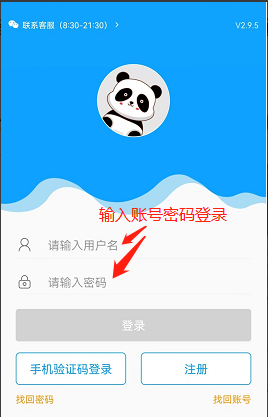 联系客服（8:30-21:30） >
V2.9.5
输入账号密码登录
请输入用户名
请输入密码
登录
手机验证码登录
注册
找回密码
找回账号